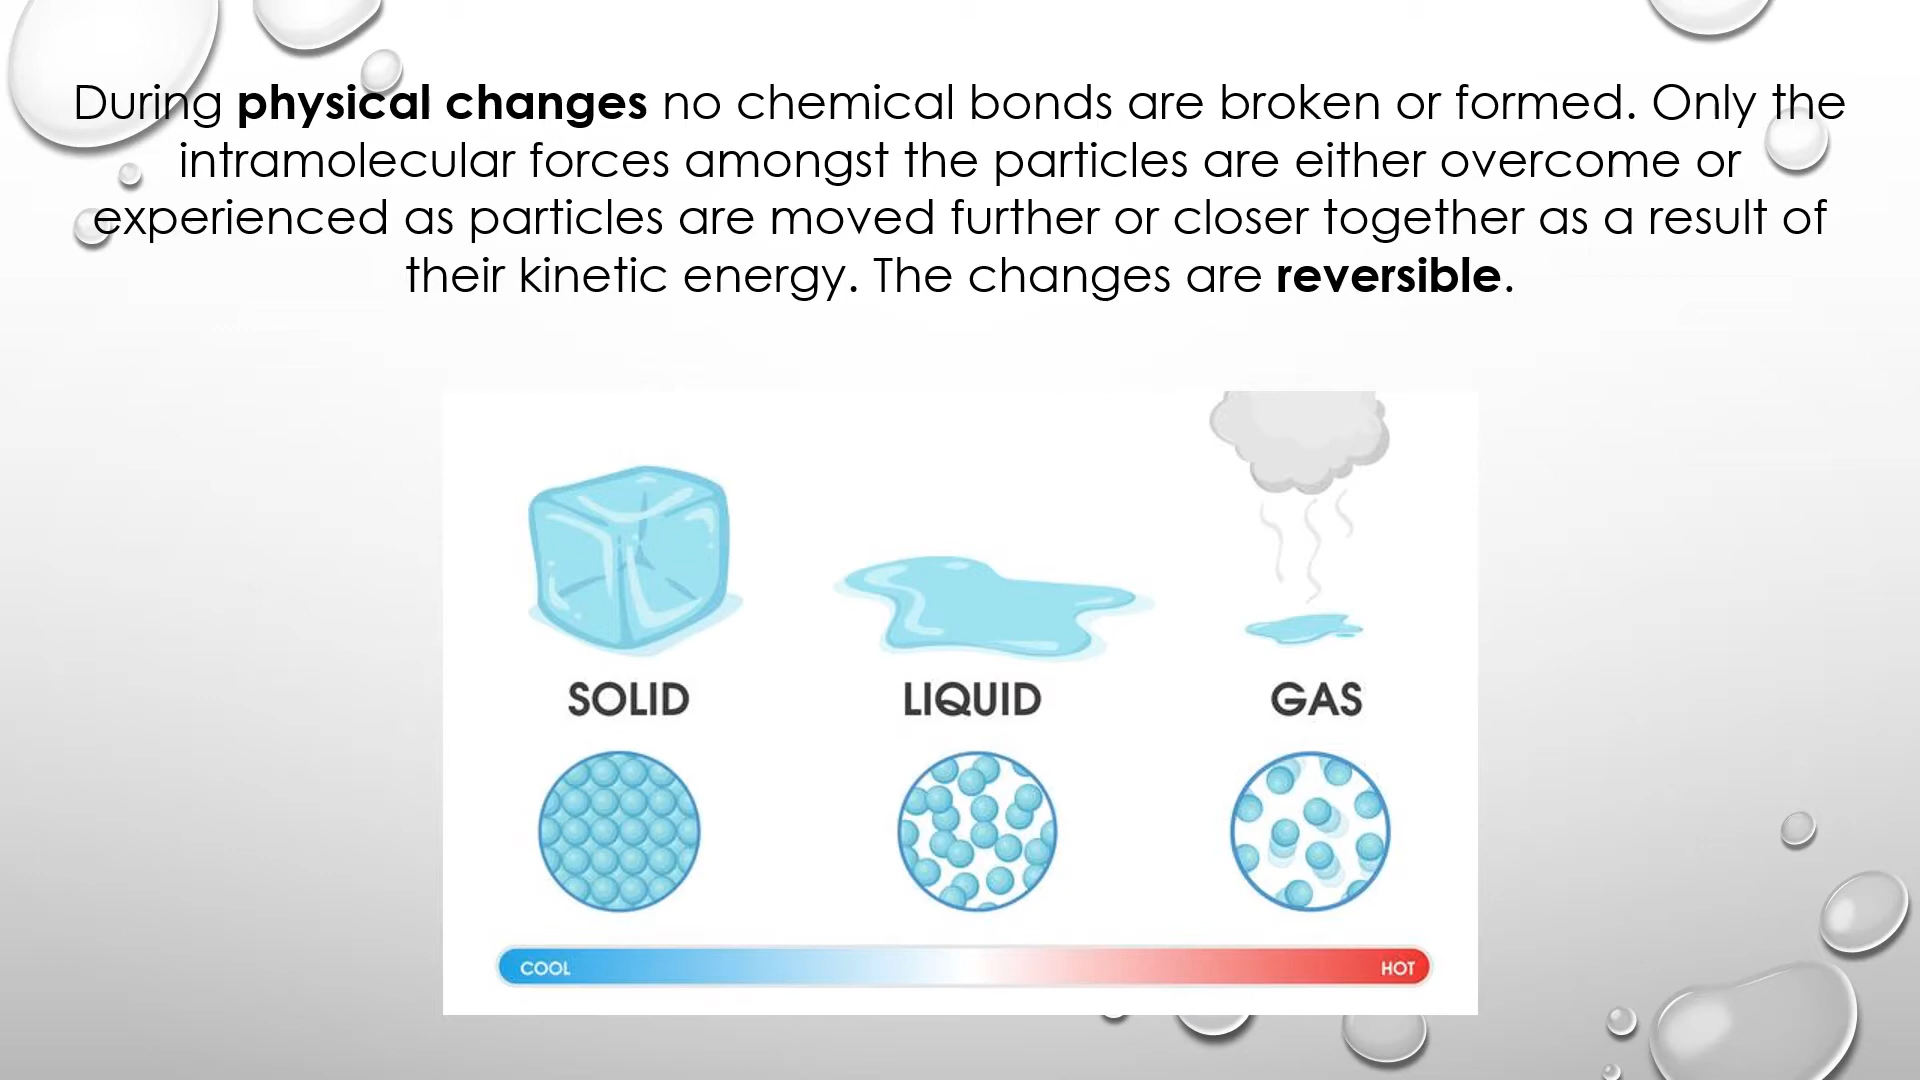 During physical changes no chemical bonds are broken or formed. Only the
intramolecular forces amongst the particles are either overcome or
experienced as particles are moved further or closer together as a result of
their kinetic energy. The changes are reversible.
SOLID
LIQUID
GAS
COOL
HOT